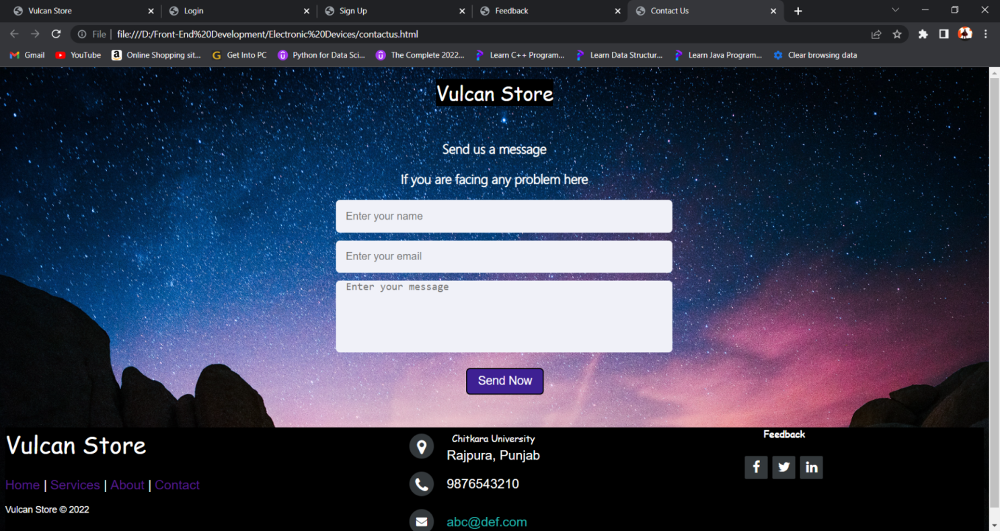 Vulcan Store
Login
Sign Up
Feedback
Contact Us
File file:///D:/Front-End%20Development/Electronic%20Devices/contactus.html
Gmail YouTube Online Shopping sit... Get Into PC Python for Data Sci... The Complete 2022... Learn C++ Program... Learn Data Structur... Learn Java Program... Clear browsing data
Vulcan Store
Send us a message
If you are facing any problem here
Enter your name
Enter your email
Enter your message
Send Now
Vulcan Store
Home | Services | About | Contact
Vulcan Store © 2022
Chitkara University
Rajpura, Punjab
9876543210
abc@def.com
Feedback